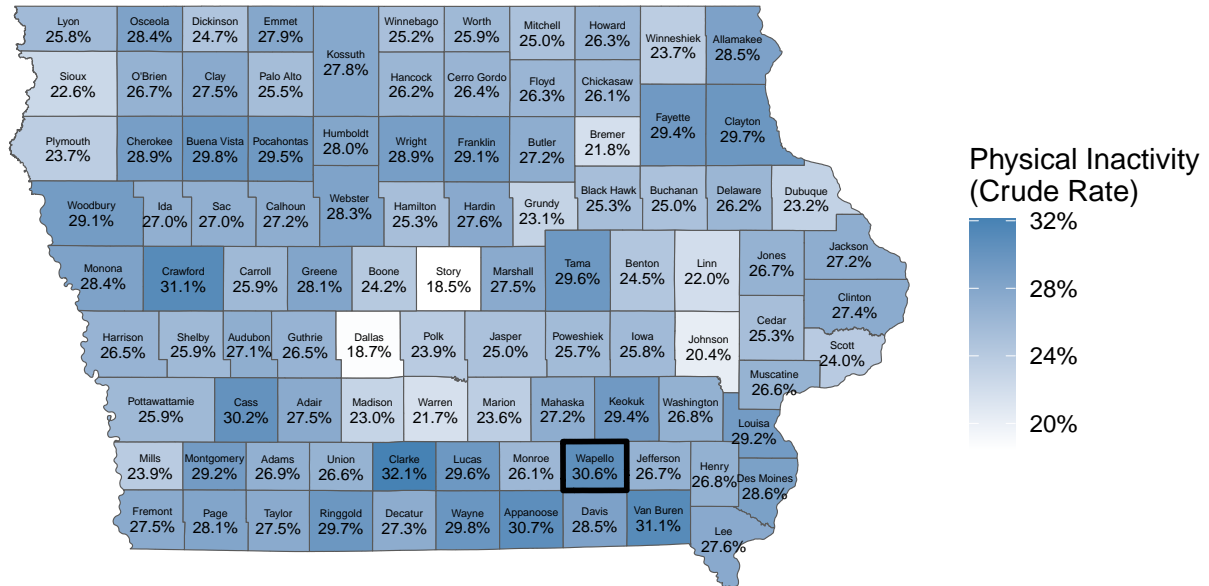 Lyon
25.8%
Osceola
28.4%
Dickinson
24.7%
Emmet
27.9%
Kossuth
27.8%
Winnebago
25.2%
Worth
25.9%
Mitchell
25.0%
Howard
26.3%
Winneshiek
23.7%
Allamakee
28.5%
Sioux
22.6%
O'Brien
26.7%
Clay
27.5%
Palo Alto
25.5%
Hancock
26.2%
Cerro Gordo
26.4%
Floyd
26.3%
Chickasaw
26.1%
Fayette
29.4%
Clayton
29.7%
Plymouth
23.7%
Cherokee
28.9%
Buena Vista
29.8%
Pocahontas
29.5%
Humboldt
28.0%
Wright
28.9%
Franklin
29.1%
Butler
27.2%
Bremer
21.8%
Woodbury
29.1%
Ida
27.0%
Sac
27.0%
Calhoun
27.2%
Webster
28.3%
Hamilton
25.3%
Hardin
27.6%
Grundy
23.1%
Black Hawk
25.3%
Buchanan
25.0%
Delaware
26.2%
Dubuque
23.2%
Monona
28.4%
Crawford
31.1%
Carroll
25.9%
Greene
28.1%
Boone
24.2%
Story
18.5%
Marshall
27.5%
Tama
29.6%
Benton
24.5%
Linn
22.0%
Jones
26.7%
Jackson
27.2%
Clinton
27.4%
Harrison
26.5%
Shelby
25.9%
Audubon
27.1%
Guthrie
26.5%
Dallas
18.7%
Polk
23.9%
Jasper
25.0%
Poweshiek
25.7%
Iowa
25.8%
Johnson
20.4%
Cedar
25.3%
Scott
24.0%
Muscatine
26.6%
Pottawattamie
25.9%
Cass
30.2%
Adair
27.5%
Madison
23.0%
Warren
21.7%
Marion
23.6%
Mahaska
27.2%
Keokuk
29.4%
Washington
26.8%
Louisa
29.2%
Mills
23.9%
Montgomery
29.2%
Adams
26.9%
Union
26.6%
Clarke
32.1%
Lucas
29.6%
Monroe
26.1%
Wapello
30.6%
Jefferson
26.7%
Henry
26.8%
Des Moines
28.6%
Fremont
27.5%
Page
28.1%
Taylor
27.5%
Ringgold
29.7%
Decatur
27.3%
Wayne
29.8%
Appanoose
30.7%
Davis
28.5%
Van Buren
31.1%
Lee
27.6%
Physical Inactivity
(Crude Rate)
32%
28%
24%
20%